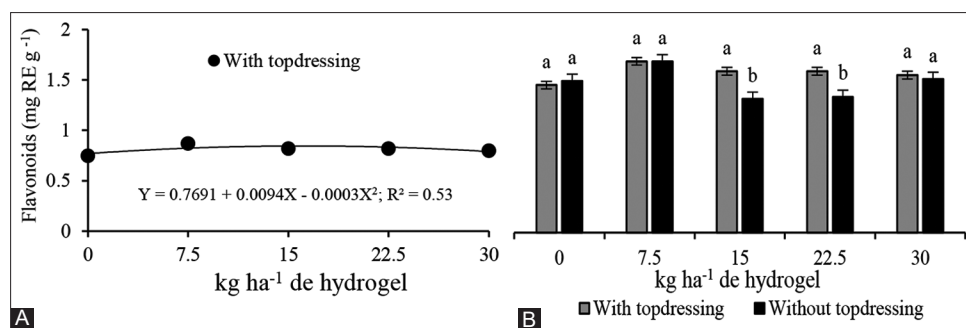 Flavonoids (mg RE g⁻¹)
2
1.5
1
0.5
0
With topdressing
Y = 0.7691 + 0.0094X - 0.0003X²; R² = 0.53
0 7.5 15 22.5 30
kg ha⁻¹ de hydrogel
A
a a a a a b a b a a
0 7.5 15 22.5 30
kg ha⁻¹ de hydrogel
With topdressing Without topdressing
B